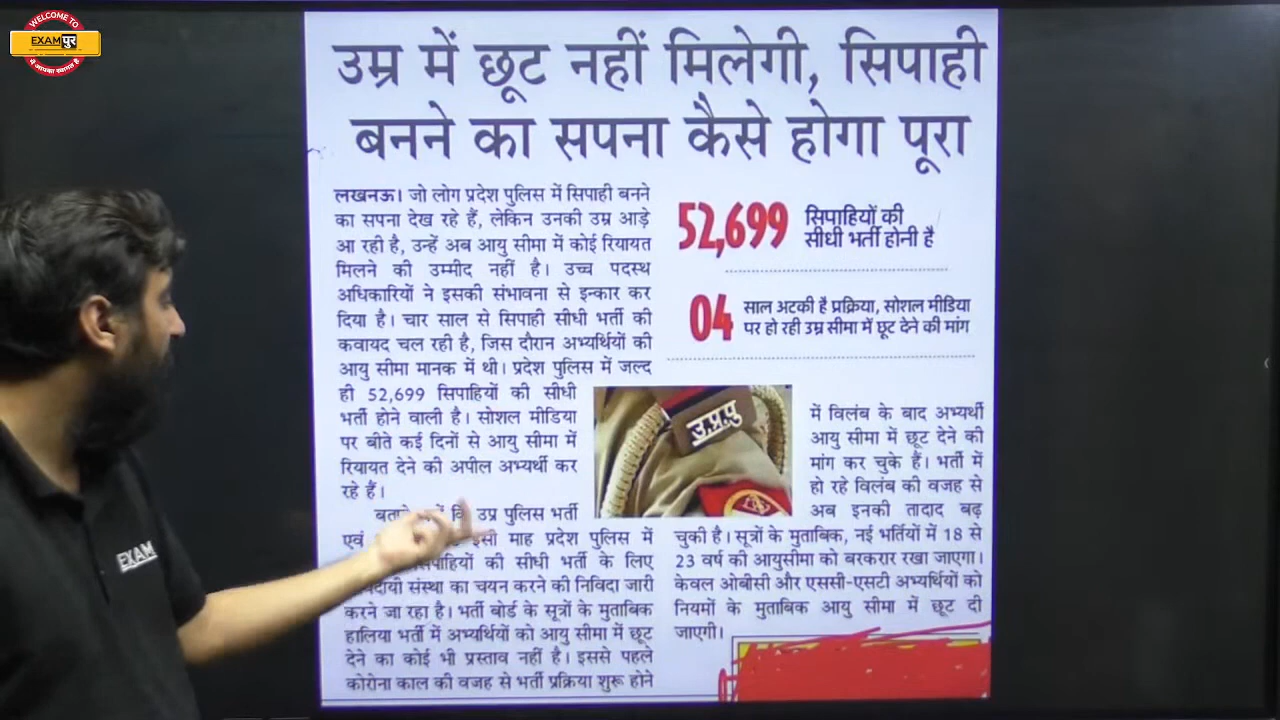 WELCOME TO
EXAMपुर
में आपका स्वागत है
उम्र में छूट नहीं मिलेगी, सिपाही
बनने का सपना कैसे होगा पूरा
लखनऊ। जो लोग प्रदेश पुलिस में सिपाही बनने
का सपना देख रहे हैं, लेकिन उनकी उम्र आड़े
आ रही है, उन्हें अब आयु सीमा में कोई रियायत
मिलने की उम्मीद नहीं है। उच्च पदस्थ
अधिकारियों ने इसकी संभावना से इन्कार कर
दिया है। चार साल से सिपाही सीधी भर्ती की
कवायद चल रही है, जिस दौरान अभ्यर्थियों की
आयु सीमा मानक में थी। प्रदेश पुलिस में जल्द
ही 52,699 सिपाहियों की सीधी
भर्ती होने वाली है। सोशल मीडिया
पर बीते कई दिनों से आयु सीमा में
रियायत देने की अपील अभ्यर्थी कर
रहे हैं।
उप्र पुलिस भर्ती
एवं इसी माह प्रदेश पुलिस में
सिपाहियों की सीधी भर्ती के लिए
संस्था का चयन करने की निविदा जारी
करने जा रहा है। भर्ती बोर्ड के सूत्रों के मुताबिक
हालिया भर्ती में अभ्यर्थियों को आयु सीमा में छूट
देने का कोई भी प्रस्ताव नहीं है। इससे पहले
कोरोना काल की वजह से भर्ती प्रक्रिया शुरू होने
52,699 सिपाहियों की
सीधी भर्ती होनी है
04 साल अटकी है प्रक्रिया, सोशल मीडिया
पर हो रही उम्र सीमा में छूट देने की मांग
उ.प्र.पु
में विलंब के बाद अभ्यर्थी
आयु सीमा में छूट देने की
मांग कर चुके हैं। भर्ती में
हो रहे विलंब की वजह से
अब इनकी तादाद बढ़
चुकी है। सूत्रों के मुताबिक, नई भर्तियों में 18 से
23 वर्ष की आयुसीमा को बरकरार रखा जाएगा।
केवल ओबीसी और एससी-एसटी अभ्यर्थियों को
नियमों के मुताबिक आयु सीमा में छूट दी
जाएगी।
EXAM